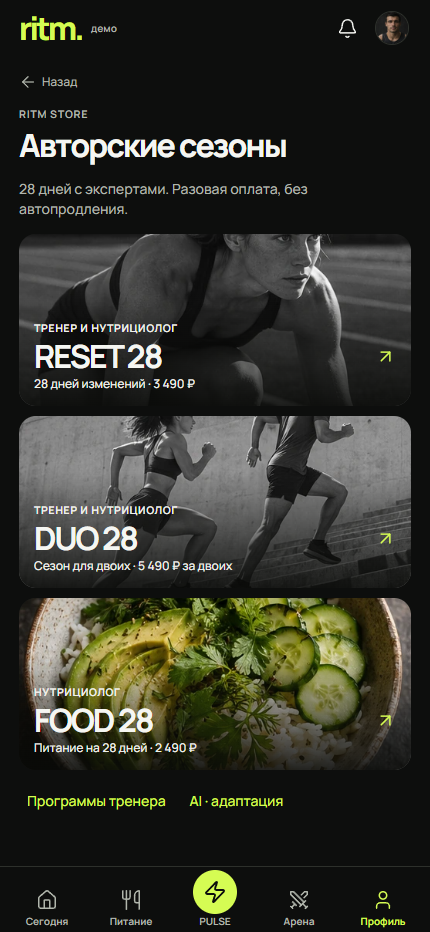 ritm. демо
Назад
RITM STORE
Авторские сезоны
28 дней с экспертами. Разовая оплата, без
автопродления.
ТРЕНЕР И НУТРИЦИОЛОГ
RESET 28
28 дней изменений · 3 490 ₽
ТРЕНЕР И НУТРИЦИОЛОГ
DUO 28
Сезон для двоих · 5 490 ₽ за двоих
НУТРИЦИОЛОГ
FOOD 28
Питание на 28 дней · 2 490 ₽
Программы тренера AI · адаптация
Сегодня Питание PULSE Арена Профиль